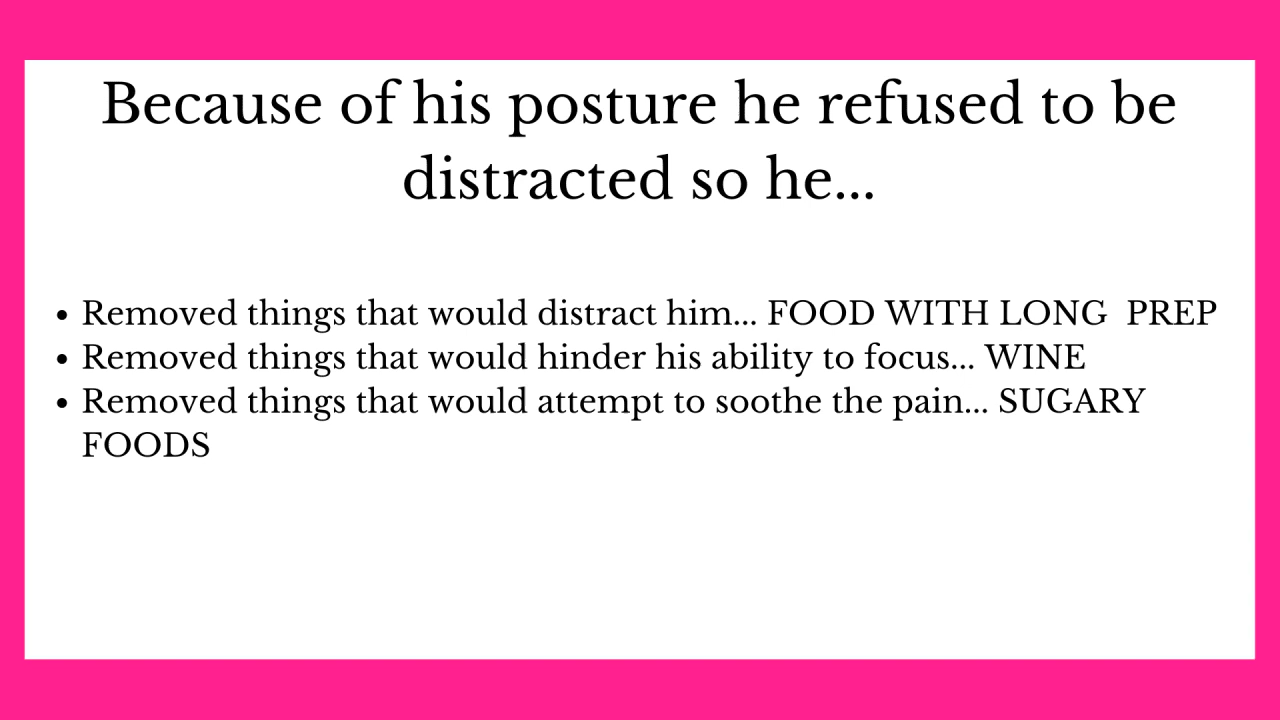 Because of his posture he refused to be
distracted so he...
• Removed things that would distract him... FOOD WITH LONG  PREP
• Removed things that would hinder his ability to focus... WINE
• Removed things that would attempt to soothe the pain... SUGARY
FOODS